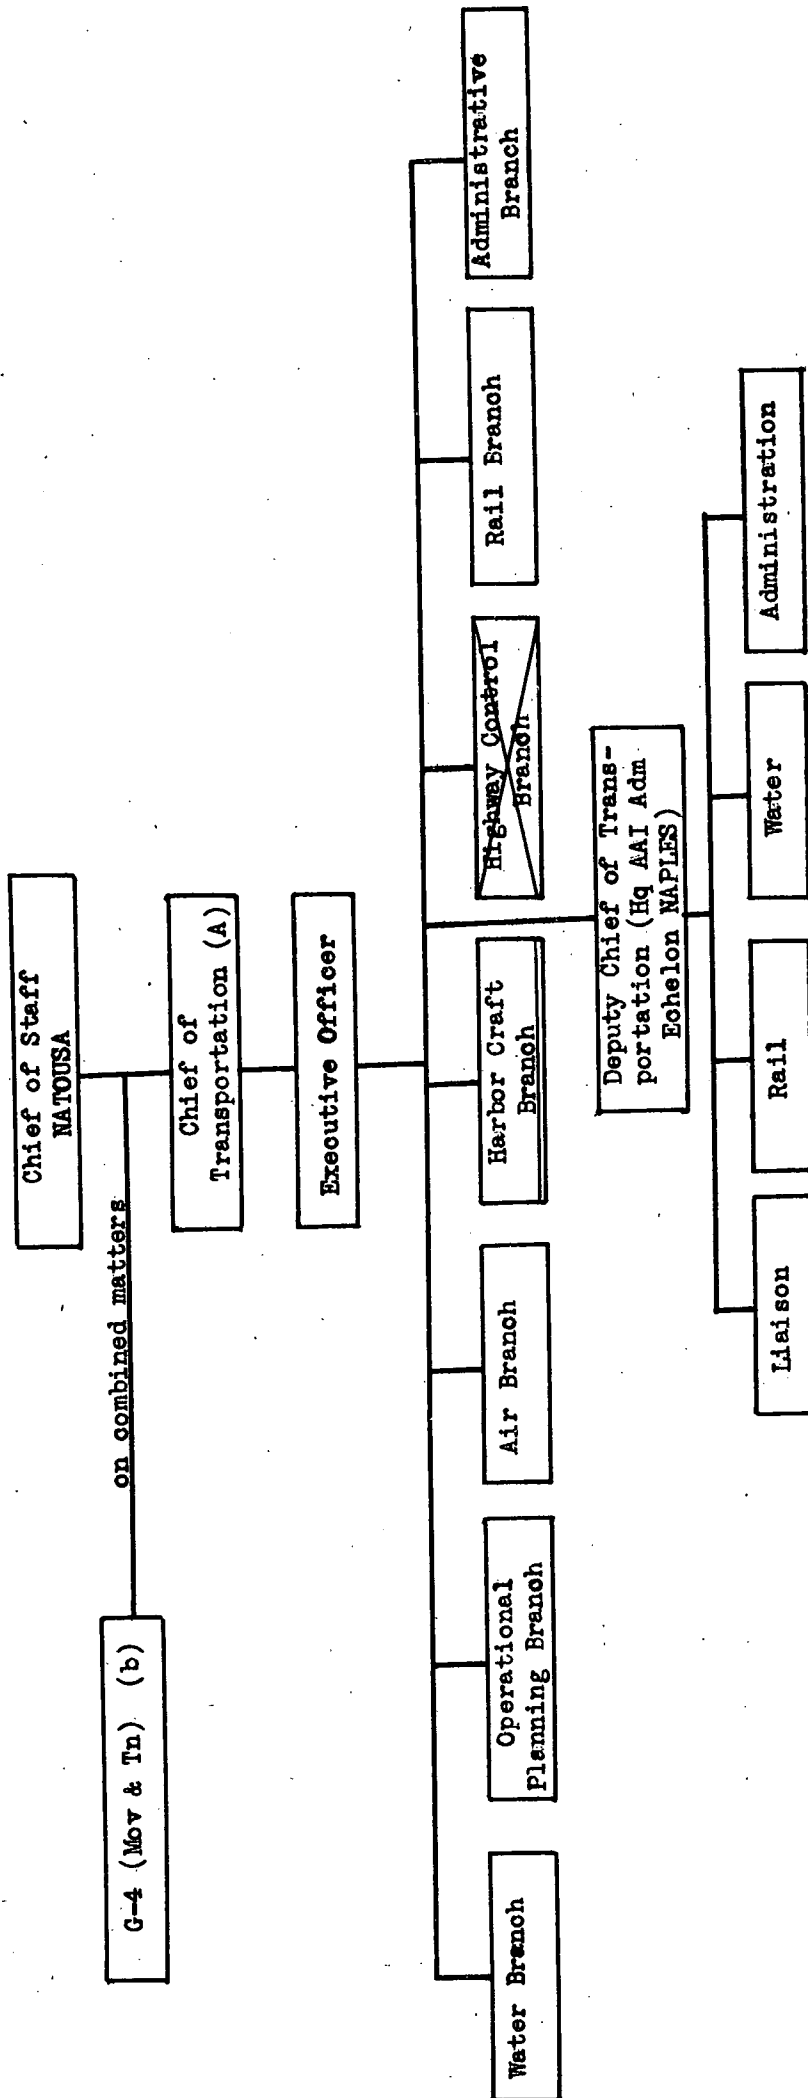 Chief of Staff
NATOUSA
on combined matters
G-4 (Mov & Tn) (b)
Chief of
Transportation (A)
Executive Officer
Water Branch
Operational
Planning Branch
Air Branch
Harbor Craft
Branch
Highway Control
Branch
Rail Branch
Administrative
Branch
Deputy Chief of Trans-
portation (Hq AAI Adm
Echelon NAPLES)
Liaison
Rail
Water
Administration